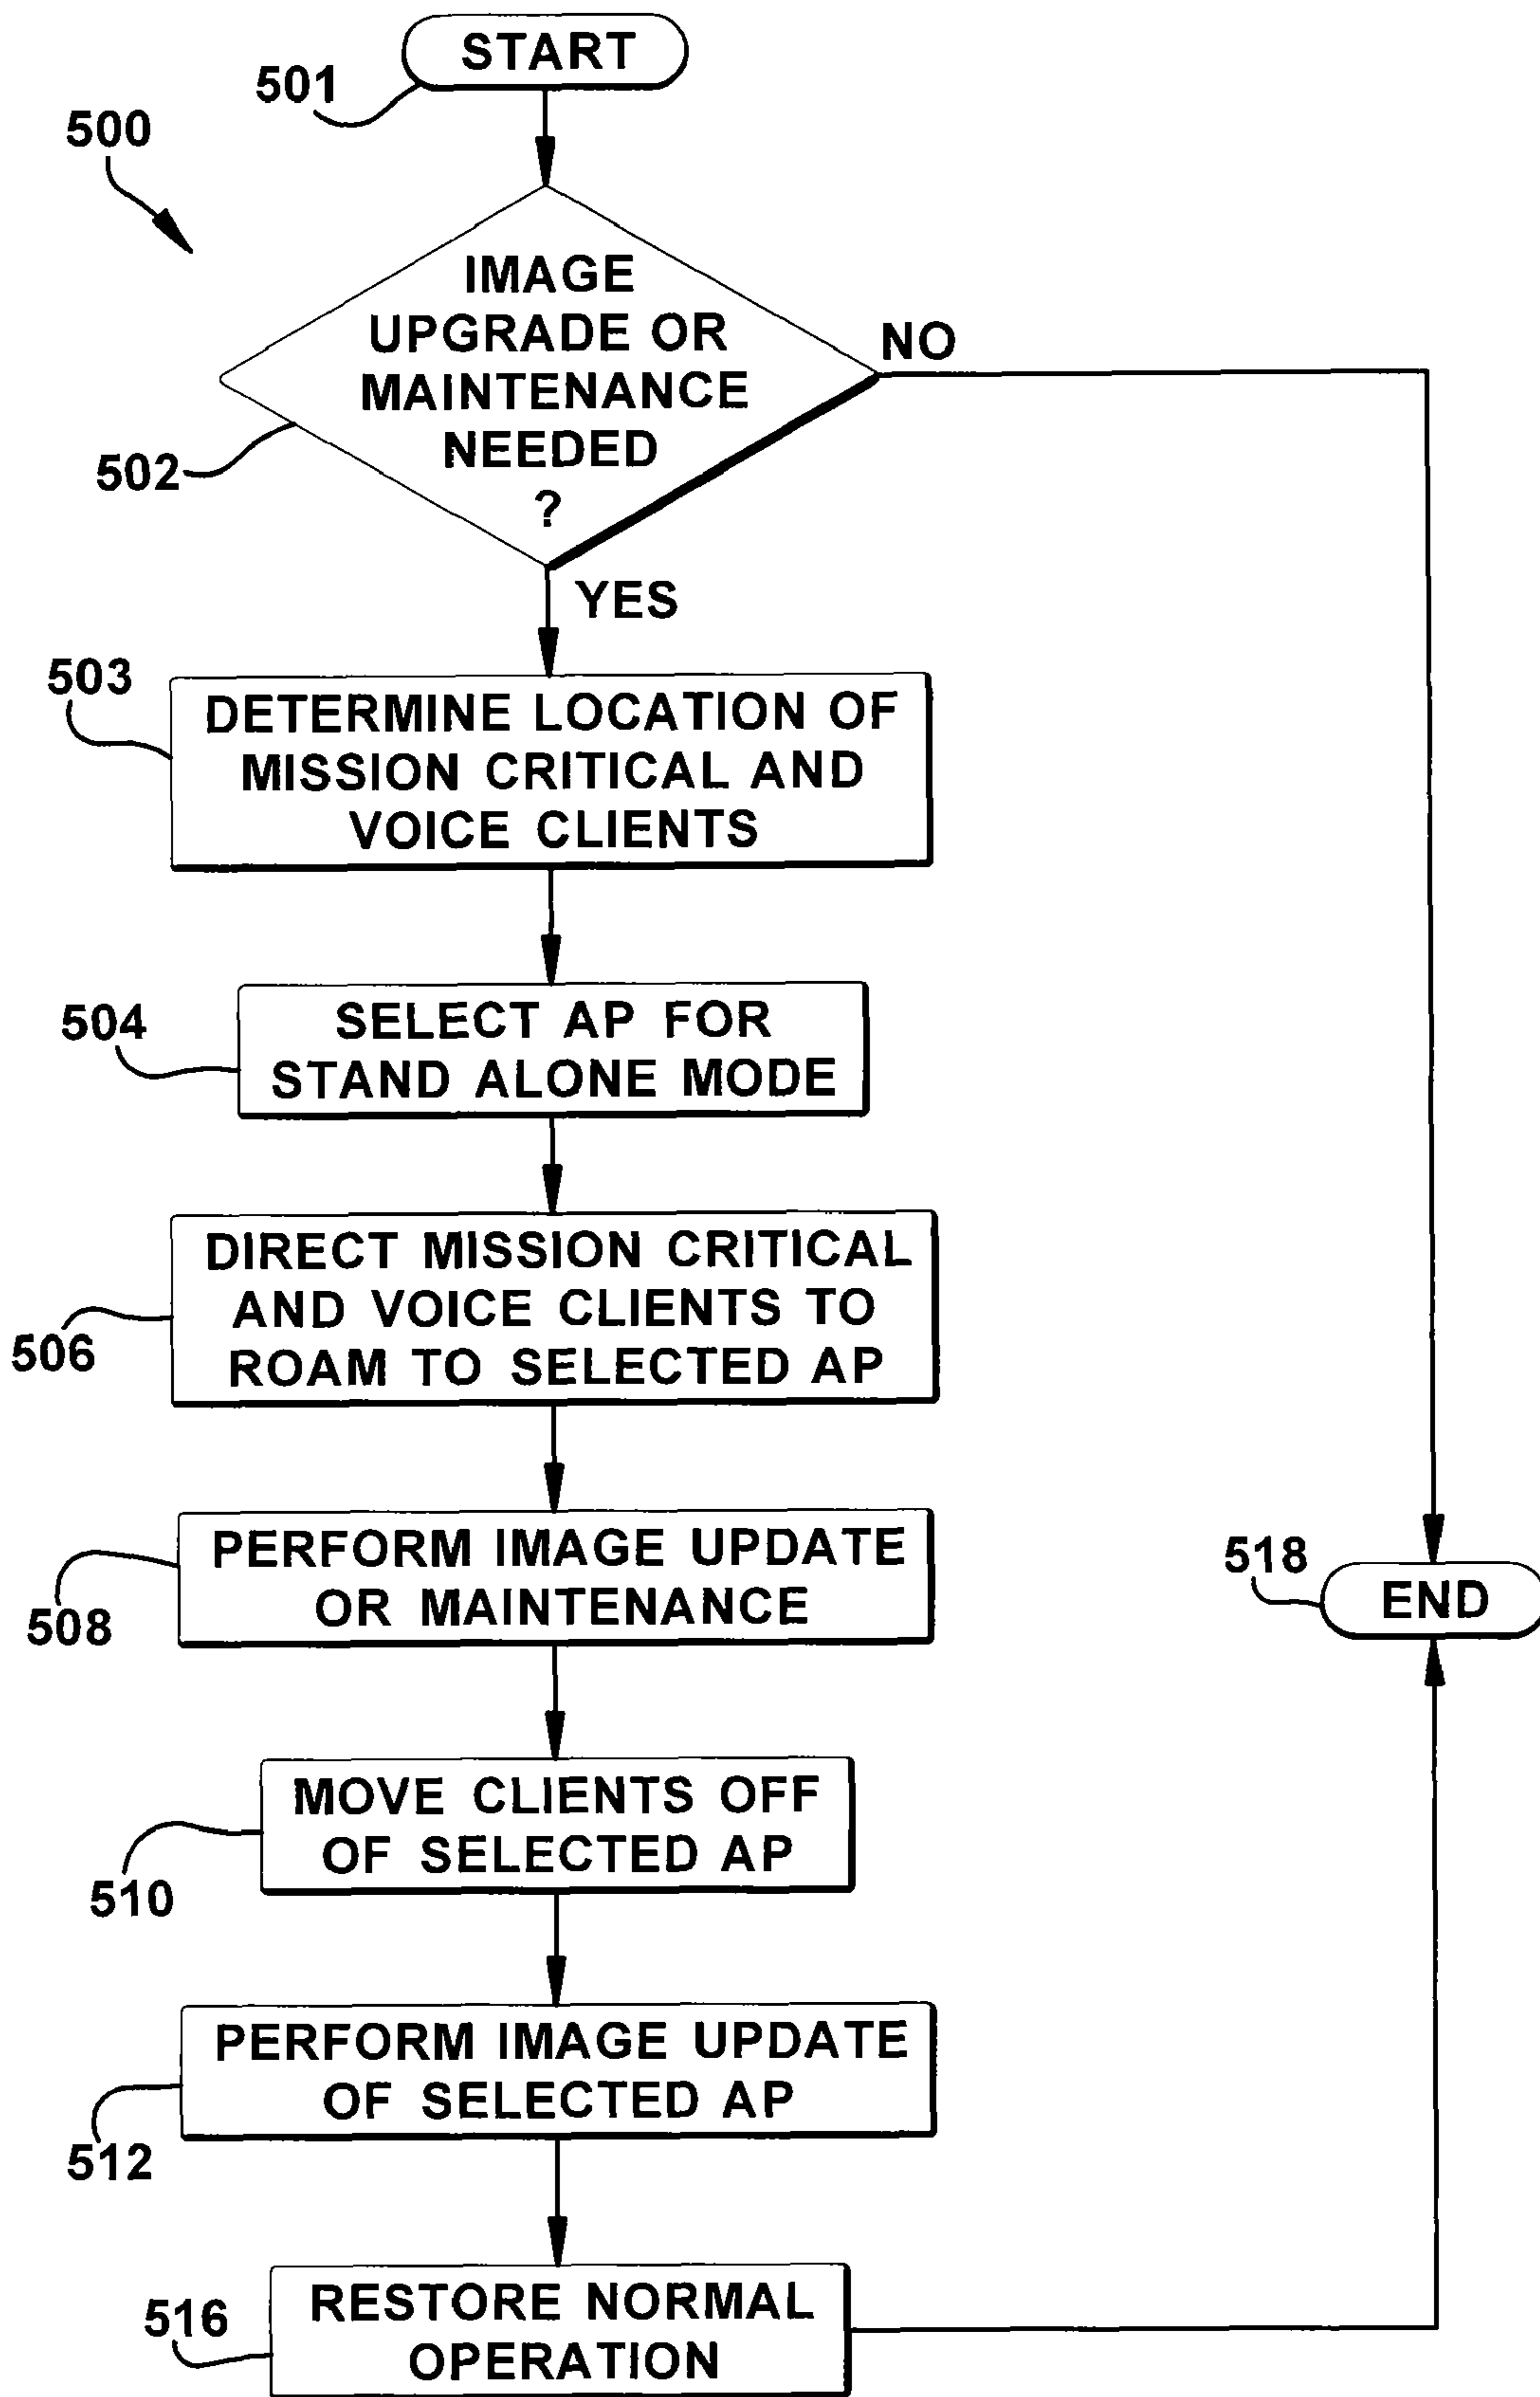 START
501
500
IMAGE
UPGRADE OR
MAINTENANCE
NEEDED
?
NO
502
YES
503
DETERMINE LOCATION OF
MISSION CRITICAL AND
VOICE CLIENTS
504
SELECT AP FOR
STAND ALONE MODE
506
DIRECT MISSION CRITICAL
AND VOICE CLIENTS TO
ROAM TO SELECTED AP
508
PERFORM IMAGE UPDATE
OR MAINTENANCE
518
END
510
MOVE CLIENTS OFF
OF SELECTED AP
512
PERFORM IMAGE UPDATE
OF SELECTED AP
516
RESTORE NORMAL
OPERATION